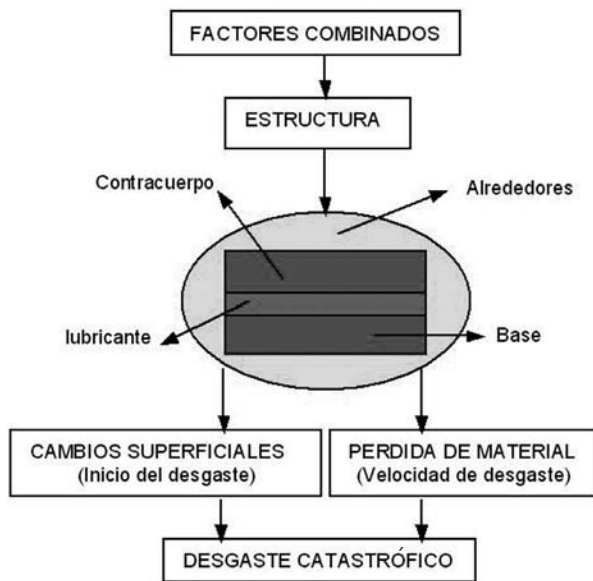 FACTORES COMBINADOS
ESTRUCTURA
Contracuerpo
Alrededores
lubricante
Base
CAMBIOS SUPERFICIALES
(Inicio del desgaste)
PERDIDA DE MATERIAL
(Velocidad de desgaste)
DESGASTE CATASTRÓFICO